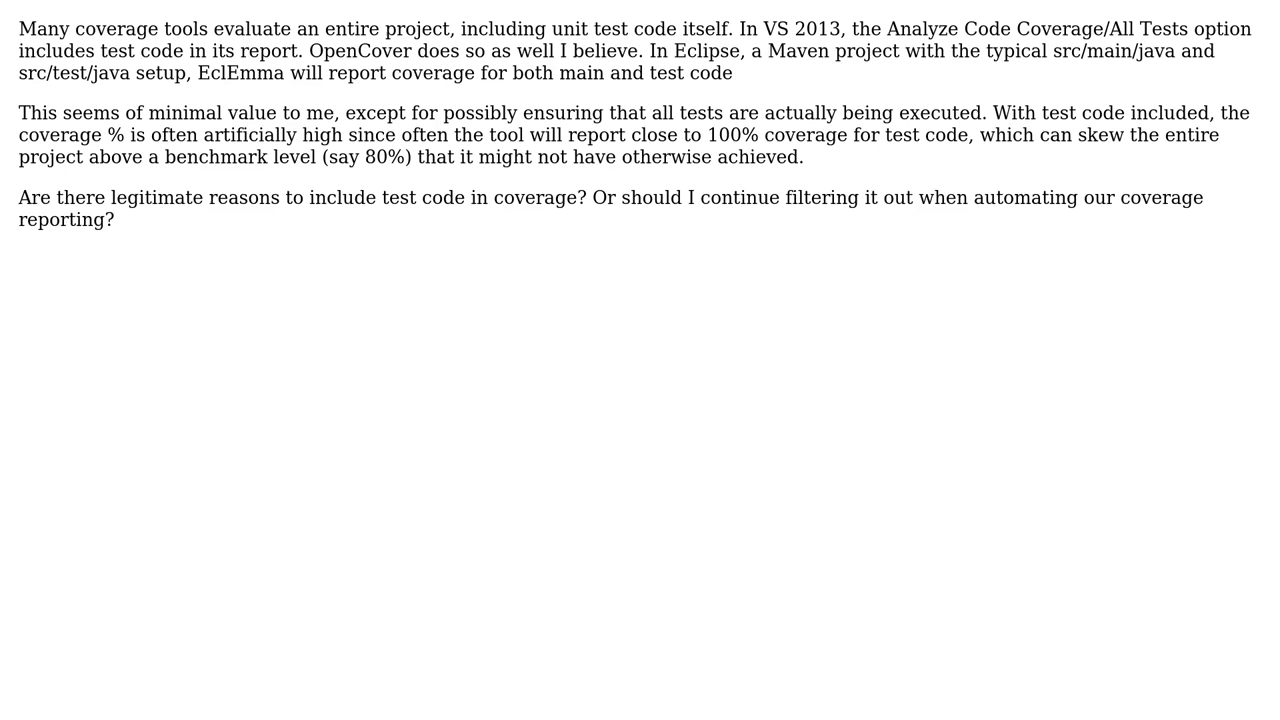 Many coverage tools evaluate an entire project, including unit test code itself. In VS 2013, the Analyze Code Coverage/All Tests option
includes test code in its report. OpenCover does so as well I believe. In Eclipse, a Maven project with the typical src/main/java and
src/test/java setup, EclEmma will report coverage for both main and test code
This seems of minimal value to me, except for possibly ensuring that all tests are actually being executed. With test code included, the
coverage % is often artificially high since often the tool will report close to 100% coverage for test code, which can skew the entire
project above a benchmark level (say 80%) that it might not have otherwise achieved.
Are there legitimate reasons to include test code in coverage? Or should I continue filtering it out when automating our coverage
reporting?